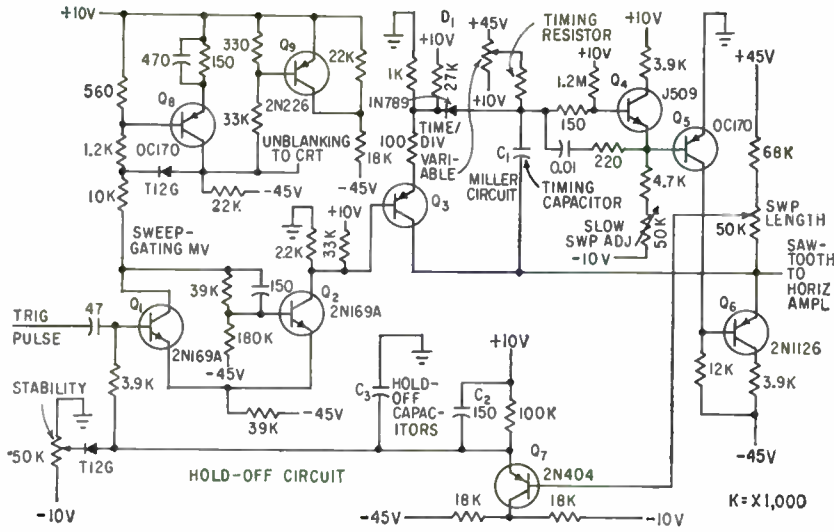 +10V
470
150
330
Q9
22K
2N226
560
Q8
OC170
33K
UNBLANKING
TO CRT
18K
-45V
1.2K
T12G
22K
-45V
10K
SWEEP-
GATING MV
D1
+10V
+45V
TIMING
RESISTOR
1K
27K
1N789
+10V
TIME/
DIV
VARIABLE
100
Q3
MILLER
CIRCUIT
C1
TIMING
CAPACITOR
+10V
1.2M
150
0.01
220
+10V
3.9K
Q4
J509
Q5
OC170
4.7K
SLOW
SWP ADJ
50K
-10V
+45V
68K
SWP
LENGTH
50K
SAW-
TOOTH
TO
HORIZ
AMPL
Q6
2N1126
12K
3.9K
-45V
2.2K
+10V
33K
TRIG
PULSE
47
Q1
2N169A
39K
150
180K
-45V
Q2
2N169A
39K
-45V
3.9K
STABILITY
50K
T12G
-10V
HOLD-OFF CIRCUIT
C3
HOLD-
OFF
CAPAC-
ITORS
C2
150
+10V
100K
Q7
2N404
18K
18K
-45V
-10V
K=X1,000